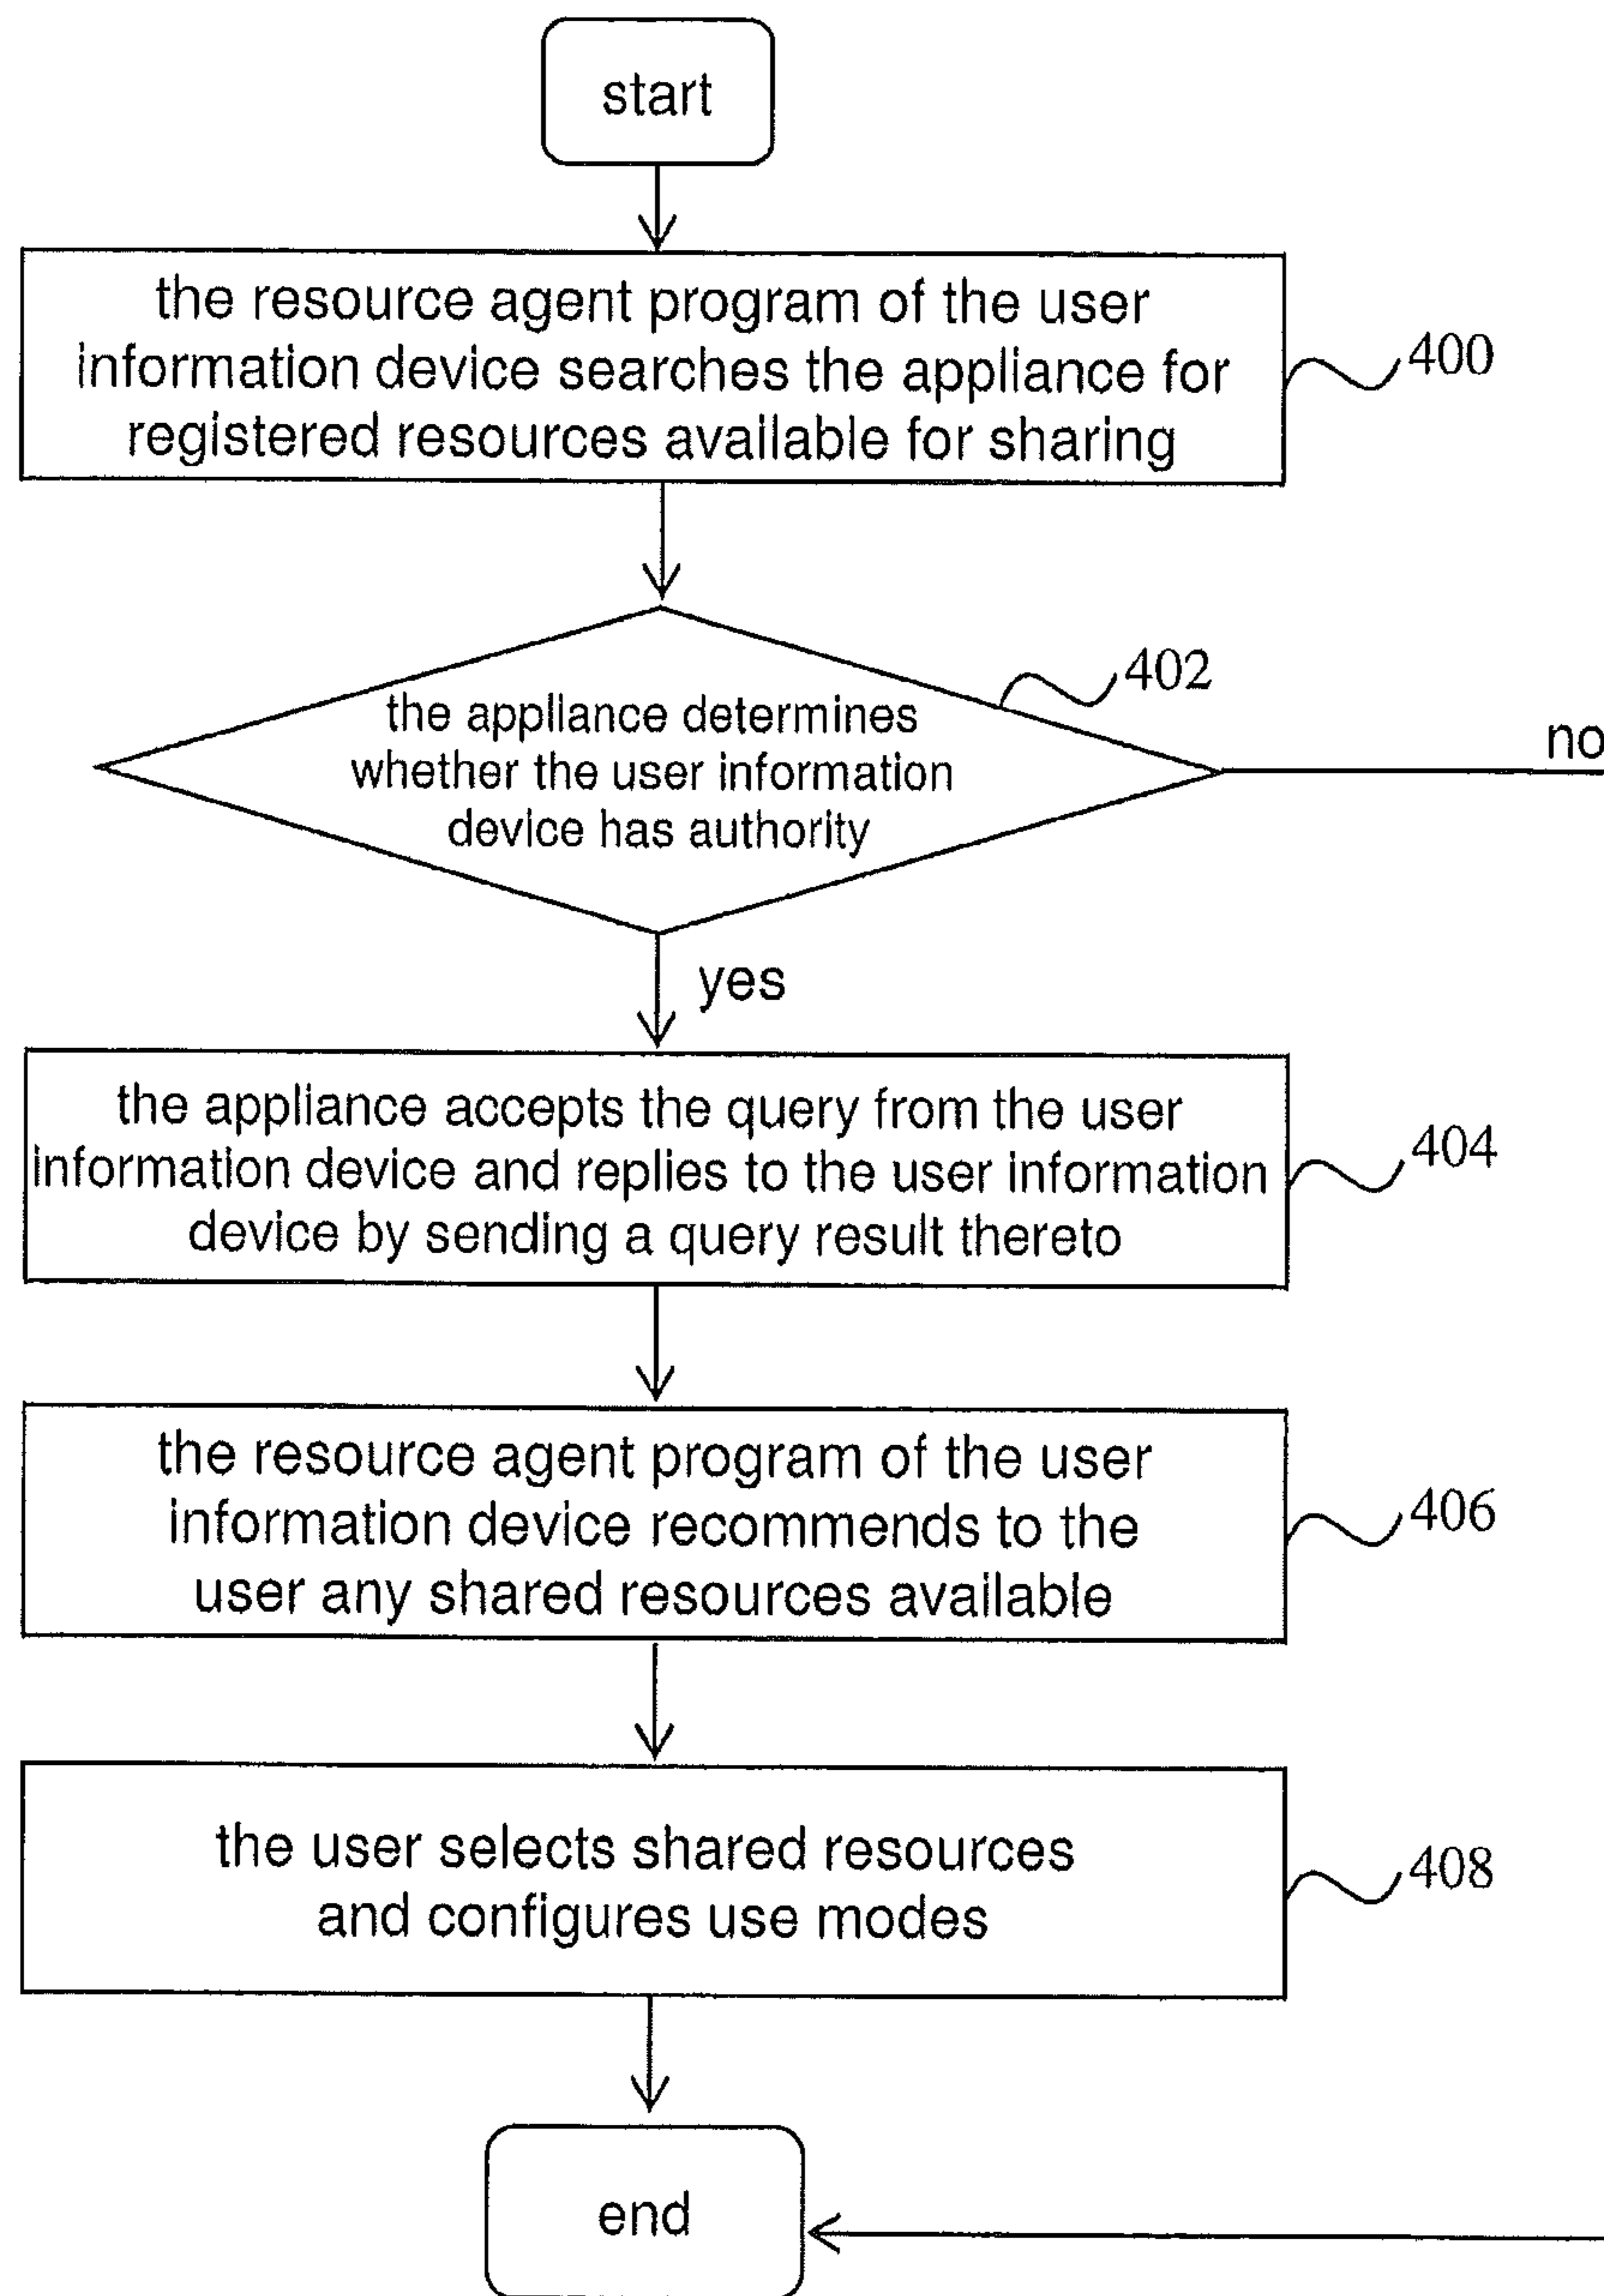 start
the resource agent program of the user
information device searches the appliance for
registered resources available for sharing
400
the appliance determines
whether the user information
device has authority
402
no
yes
the appliance accepts the query from the user
information device and replies to the user information
device by sending a query result thereto
404
the resource agent program of the user
information device recommends to the
user any shared resources available
406
the user selects shared resources
and configures use modes
408
end